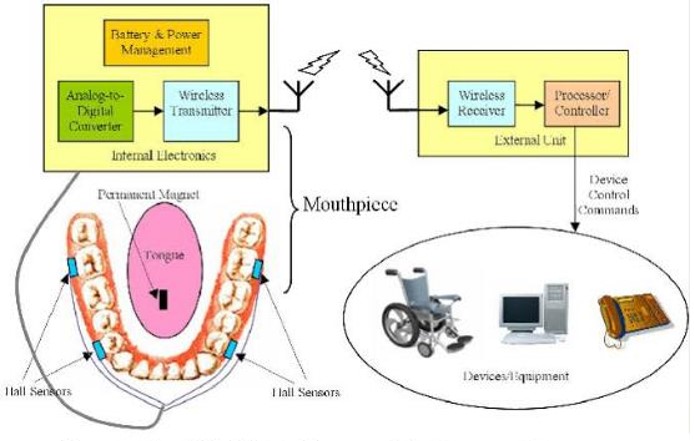 Battery & Power
Management
Analog-to-
Digital
Converter
Wireless
Transmitter
Internal Electronics
Wireless
Receiver
Processor/
Controller
External Unit
Device
Control
Commands
Permanent Magnet
Mouthpiece
Tongue
Hall Sensors
Hall Sensors
Devices/Equipment